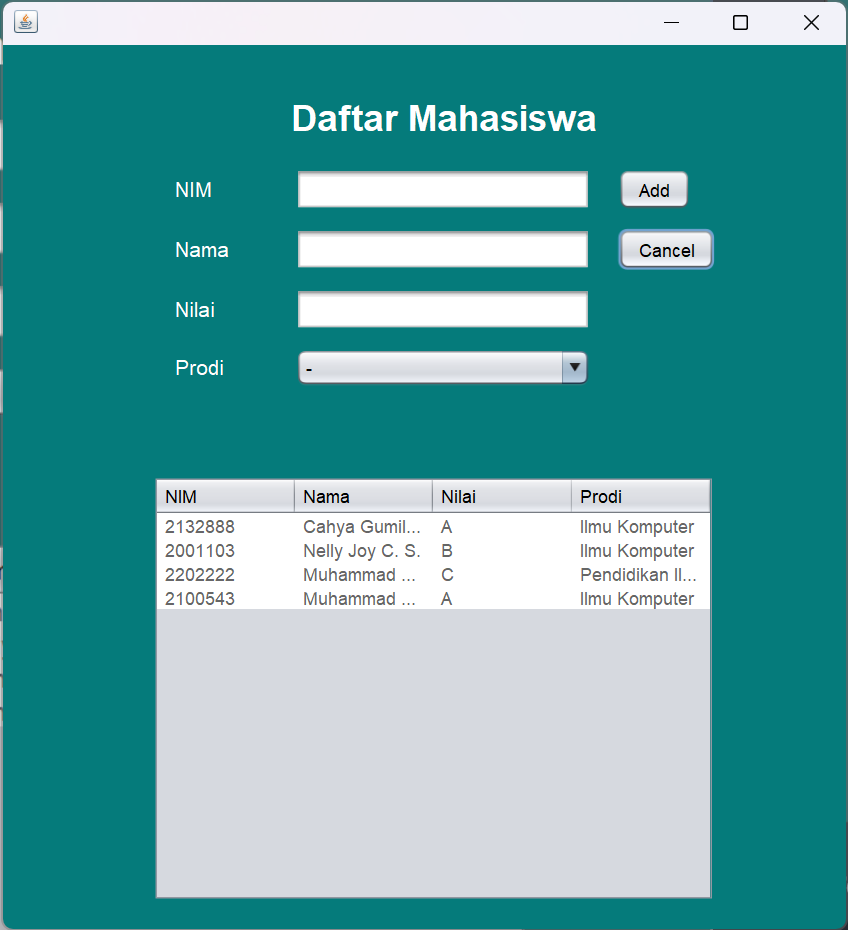 Daftar Mahasiswa
NIM Add
Nama Cancel
Nilai
Prodi -
NIM Nama Nilai Prodi
2132888 Cahya Gumil... A Ilmu Komputer
2001103 Nelly Joy C. S. B Ilmu Komputer
2202222 Muhammad ... C Pendidikan Il...
2100543 Muhammad ... A Ilmu Komputer